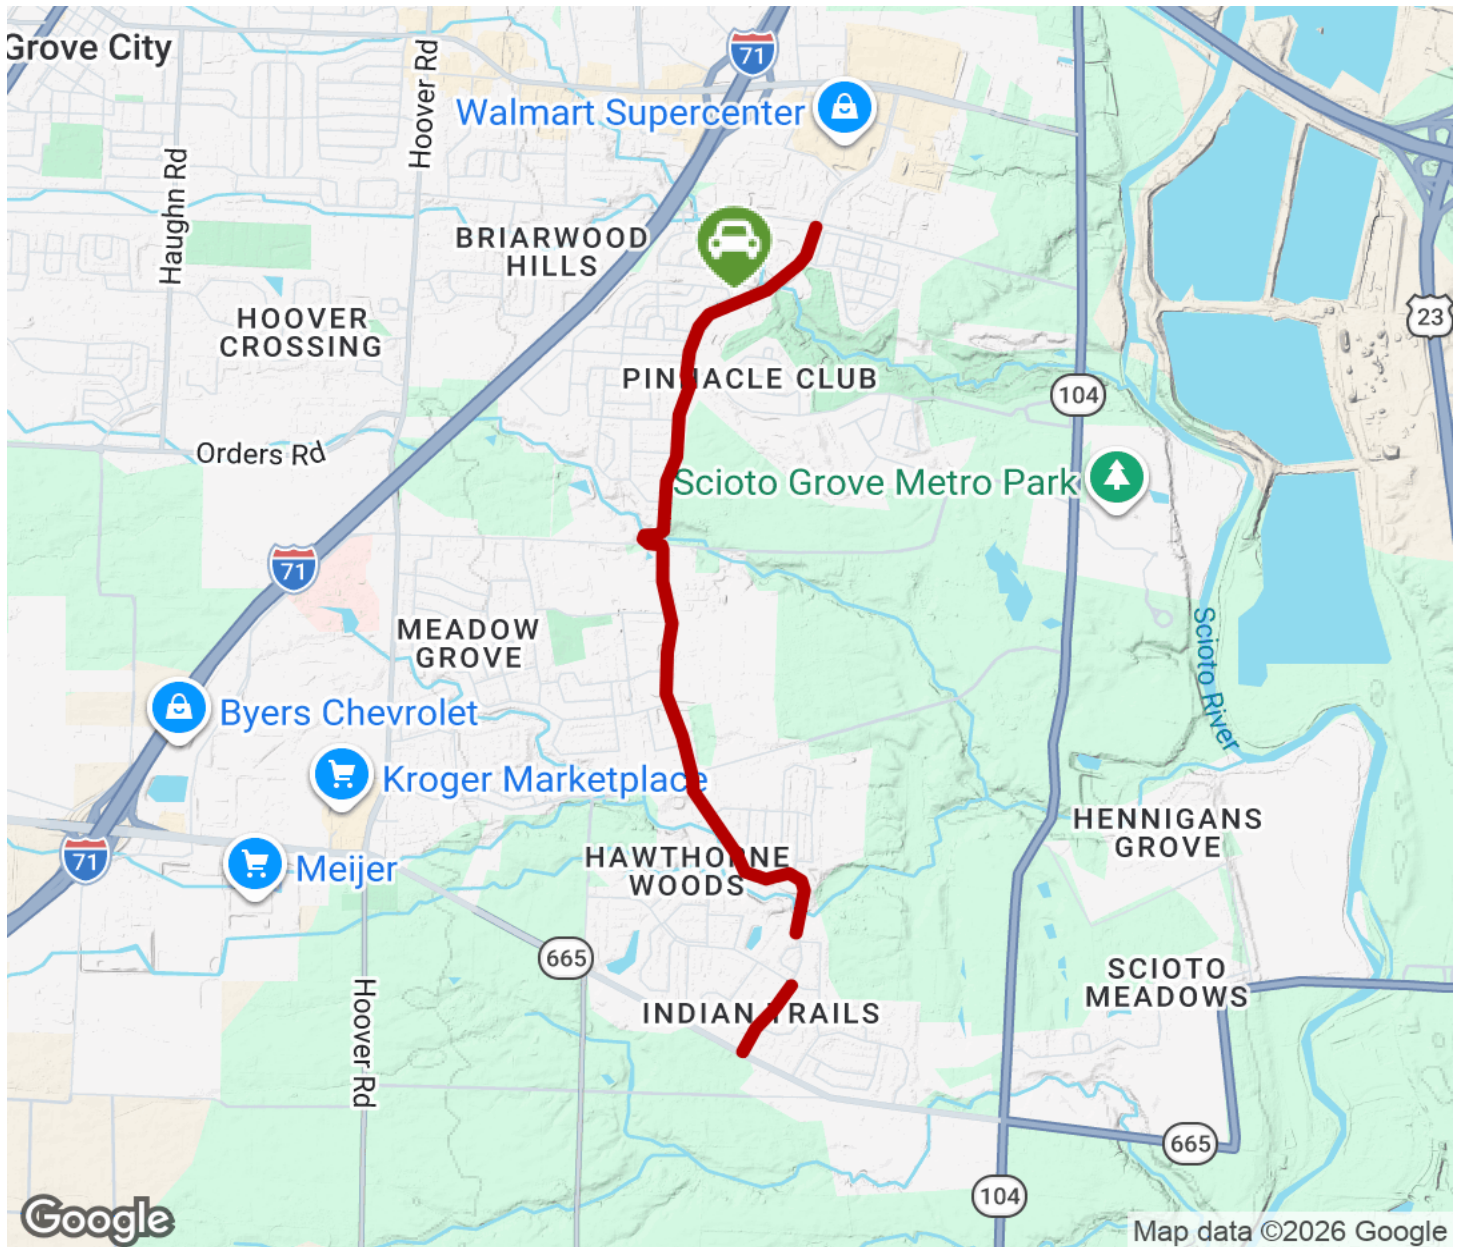 Grove City
71
Walmart Supercenter
Hoover Rd
Haughn Rd
BRIARWOOD
HILLS
HOOVER
CROSSING
23
PINNACLE CLUB
104
Orders Rd
Scioto Grove Metro Park
71
MEADOW
GROVE
Scioto River
Byers Chevrolet
Kroger Marketplace
HENNIGANS
GROVE
71
Meijer
HAWTHORNE
WOODS
665
SCIOTO
MEADOWS
INDIAN TRAILS
Hoover Rd
665
104
Google
Map data ©2026 Google